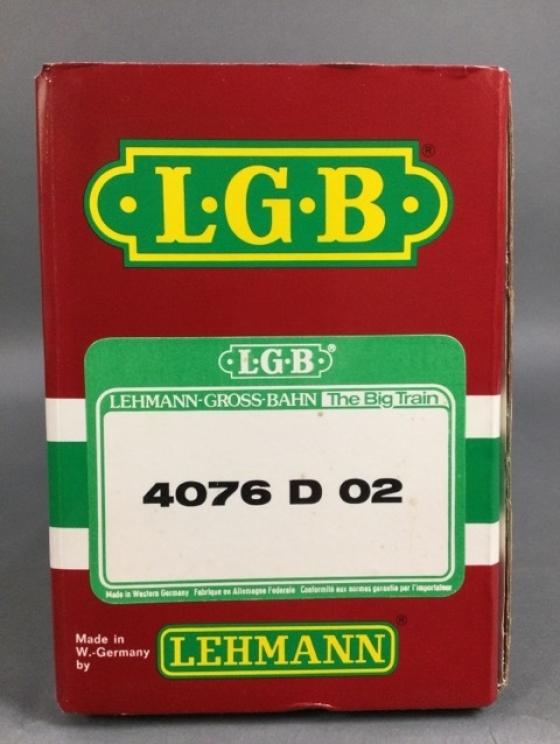 ·L·G·B·®
·L·G·B·®
LEHMANN-GROSS-BAHN The Big Train
4076 D 02
Made in Western Germany Fabriqué en Allemagne Federale Conformité aux normes garantie par l'importateur
Made in
W.-Germany
by
LEHMANN®